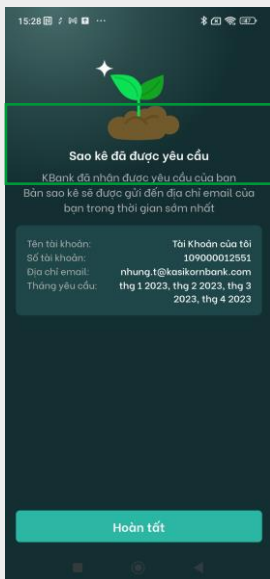 15:28
Sao kê đã được yêu cầu
KBank đã nhận được yêu cầu của bạn
Bản sao kê sẽ được gửi đến địa chỉ email của
bạn trong thời gian sớm nhất
Tên tài khoản: Tài Khoản của tôi
Số tài khoản: 109000012551
Địa chỉ email: nhung.t@kasikornbank.com
Tháng yêu cầu: thg 1 2023, thg 2 2023, thg 3
2023, thg 4 2023
Hoàn tất